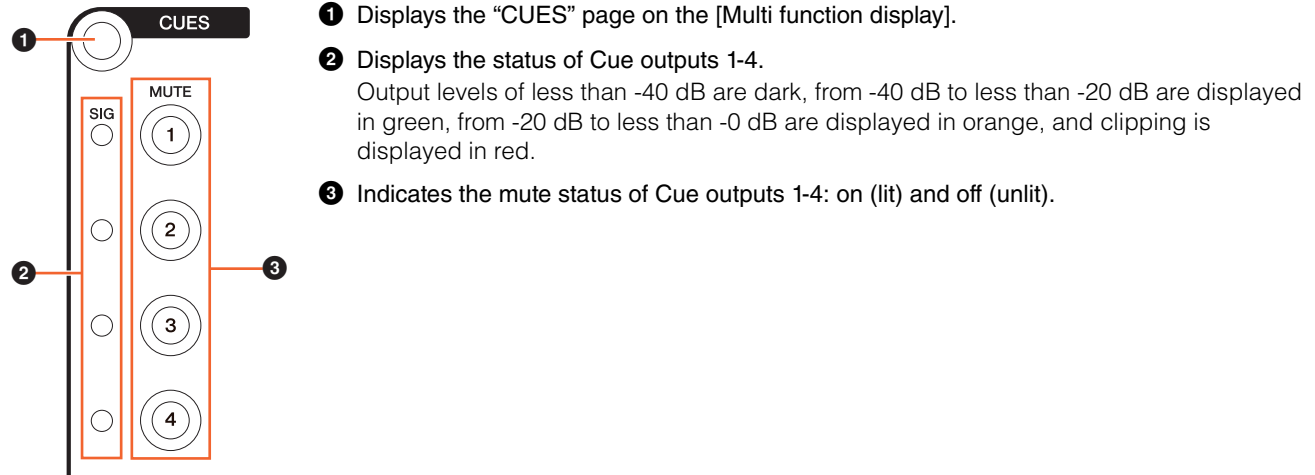 CUES
❶
MUTE
SIG
1
2
3
4
❷
❸
❶ Displays the “CUES” page on the [Multi function display].
❷ Displays the status of Cue outputs 1-4.
Output levels of less than -40 dB are dark, from -40 dB to less than -20 dB are displayed
in green, from -20 dB to less than -0 dB are displayed in orange, and clipping is
displayed in red.
❸ Indicates the mute status of Cue outputs 1-4: on (lit) and off (unlit).